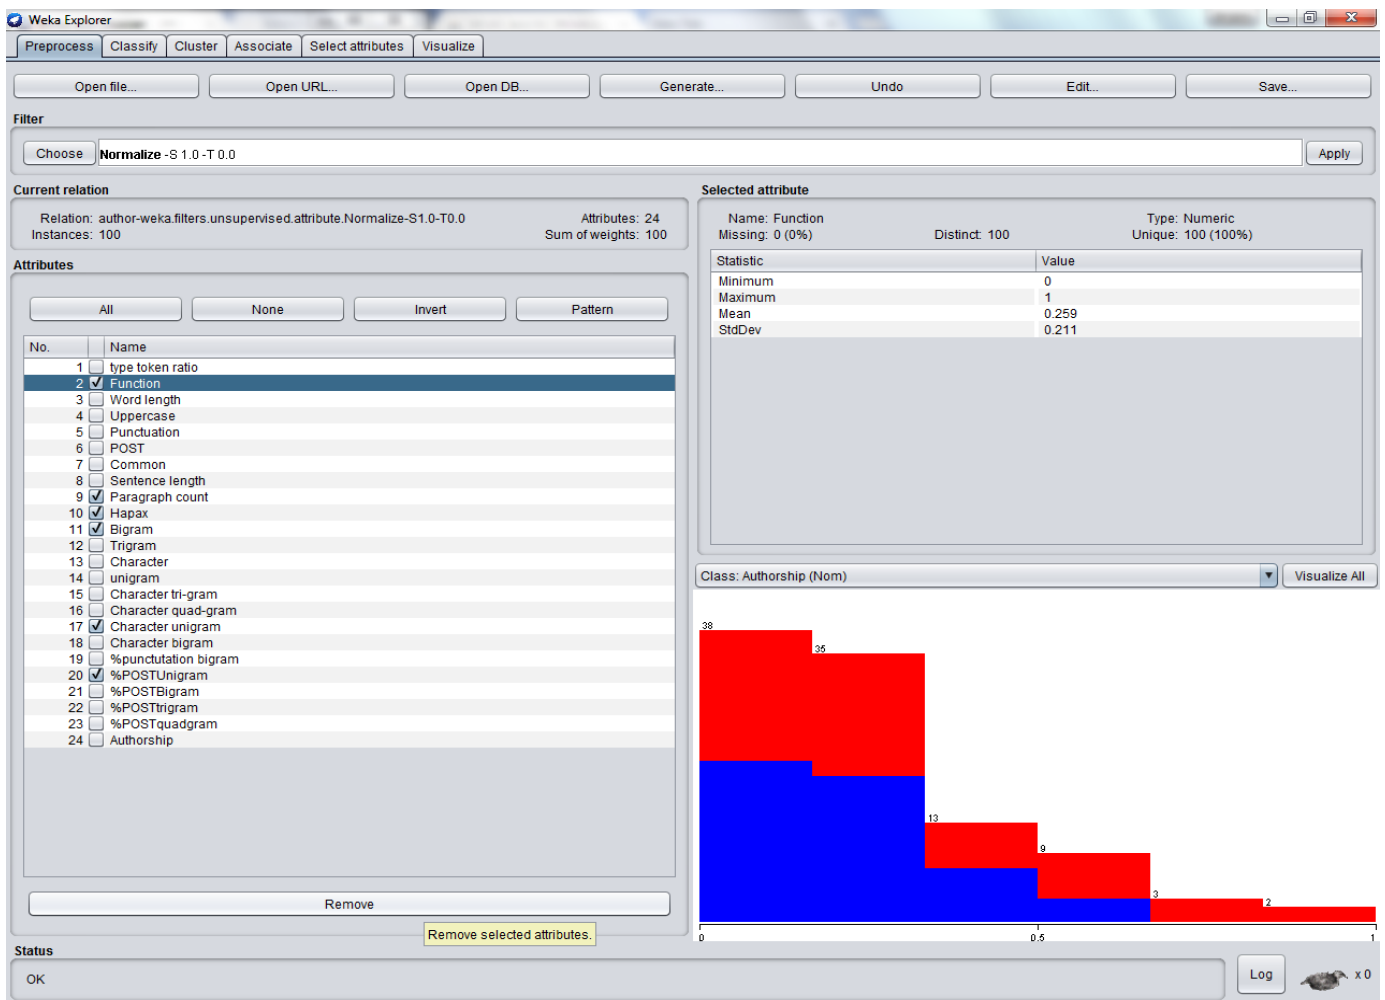 Weka Explorer
Preprocess Classify Cluster Associate Select attributes Visualize
Open file... Open URL... Open DB... Generate... Undo Edit... Save...
Filter
Choose Normalize -S 1.0 -T 0.0 Apply
Current relation
Relation: author-weka.filters.unsupervised.attribute.Normalize-S1.0-T0.0 Attributes: 24
Instances: 100 Sum of weights: 100
Attributes
All None Invert Pattern
No. Name
1 type token ratio
2 Function
3 Word length
4 Uppercase
5 Punctuation
6 POST
7 Common
8 Sentence length
9 Paragraph count
10 Hapax
11 Bigram
12 Trigram
13 Character
14 unigram
15 Character tri-gram
16 Character quad-gram
17 Character unigram
18 Character bigram
19 %punctutation bigram
20 %POSTUnigram
21 %POSTBigram
22 %POSTtrigram
23 %POSTquadgram
24 Authorship
Remove
Remove selected attributes.
Selected attribute
Name: Function Type: Numeric
Missing: 0 (0%) Distinct: 100 Unique: 100 (100%)
Statistic Value
Minimum 0
Maximum 1
Mean 0.259
StdDev 0.211
Class: Authorship (Nom) Visualize All
38
35
13
9
3
2
0 0.5 1
Status
OK
Log x 0